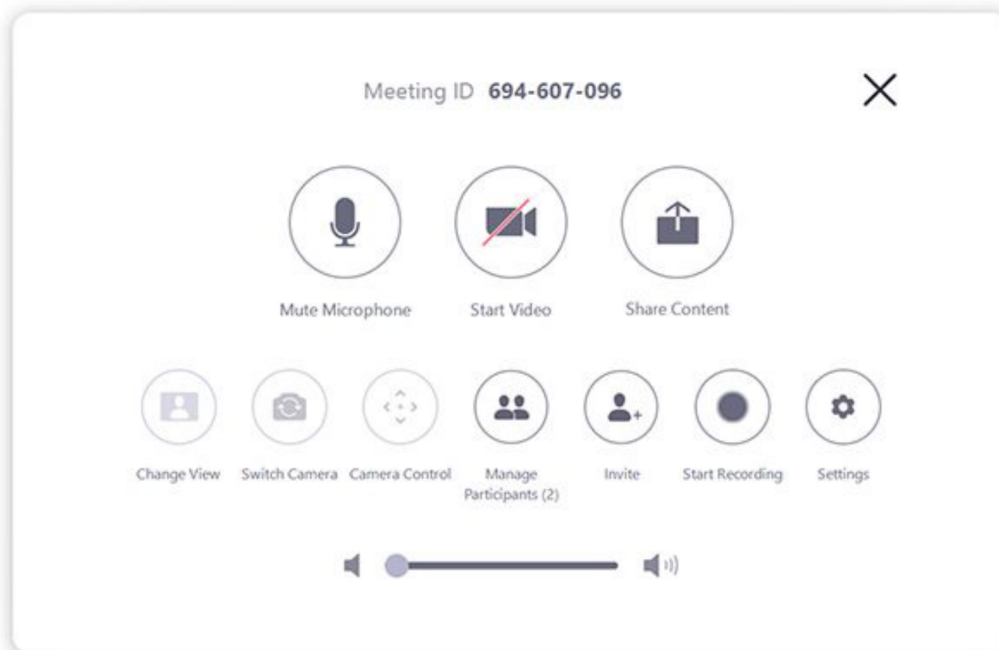 Meeting ID 694-607-096
Mute Microphone
Start Video
Share Content
Change View
Switch Camera
Camera Control
Manage
Participants (2)
Invite
Start Recording
Settings